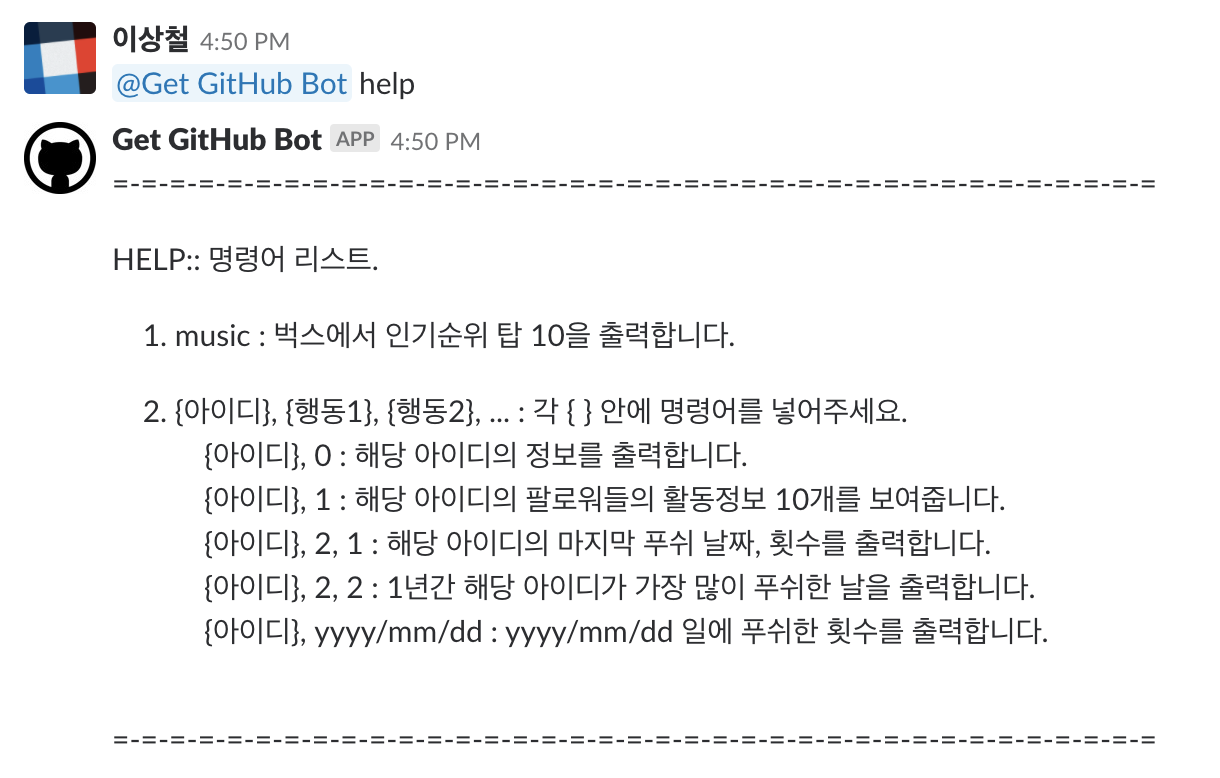 이상철 4:50 PM
@Get GitHub Bot help
Get GitHub Bot APP 4:50 PM
=-=-=-=-=-=-=-=-=-=-=-=-=-=-=-=-=-=-=-=-=-=-=-=-=-=-=-=-=-=-=-=-=-=-=-=-=
HELP:: 명령어 리스트.
1. music : 벅스에서 인기순위 탑 10을 출력합니다.
2. {아이디}, {행동1}, {행동2}, ... : 각 { } 안에 명령어를 넣어주세요.
{아이디}, 0 : 해당 아이디의 정보를 출력합니다.
{아이디}, 1 : 해당 아이디의 팔로워들의 활동정보 10개를 보여줍니다.
{아이디}, 2, 1 : 해당 아이디의 마지막 푸쉬 날짜, 횟수를 출력합니다.
{아이디}, 2, 2 : 1년간 해당 아이디가 가장 많이 푸쉬한 날을 출력합니다.
{아이디}, yyyy/mm/dd : yyyy/mm/dd 일에 푸쉬한 횟수를 출력합니다.
=-=-=-=-=-=-=-=-=-=-=-=-=-=-=-=-=-=-=-=-=-=-=-=-=-=-=-=-=-=-=-=-=-=-=-=-=